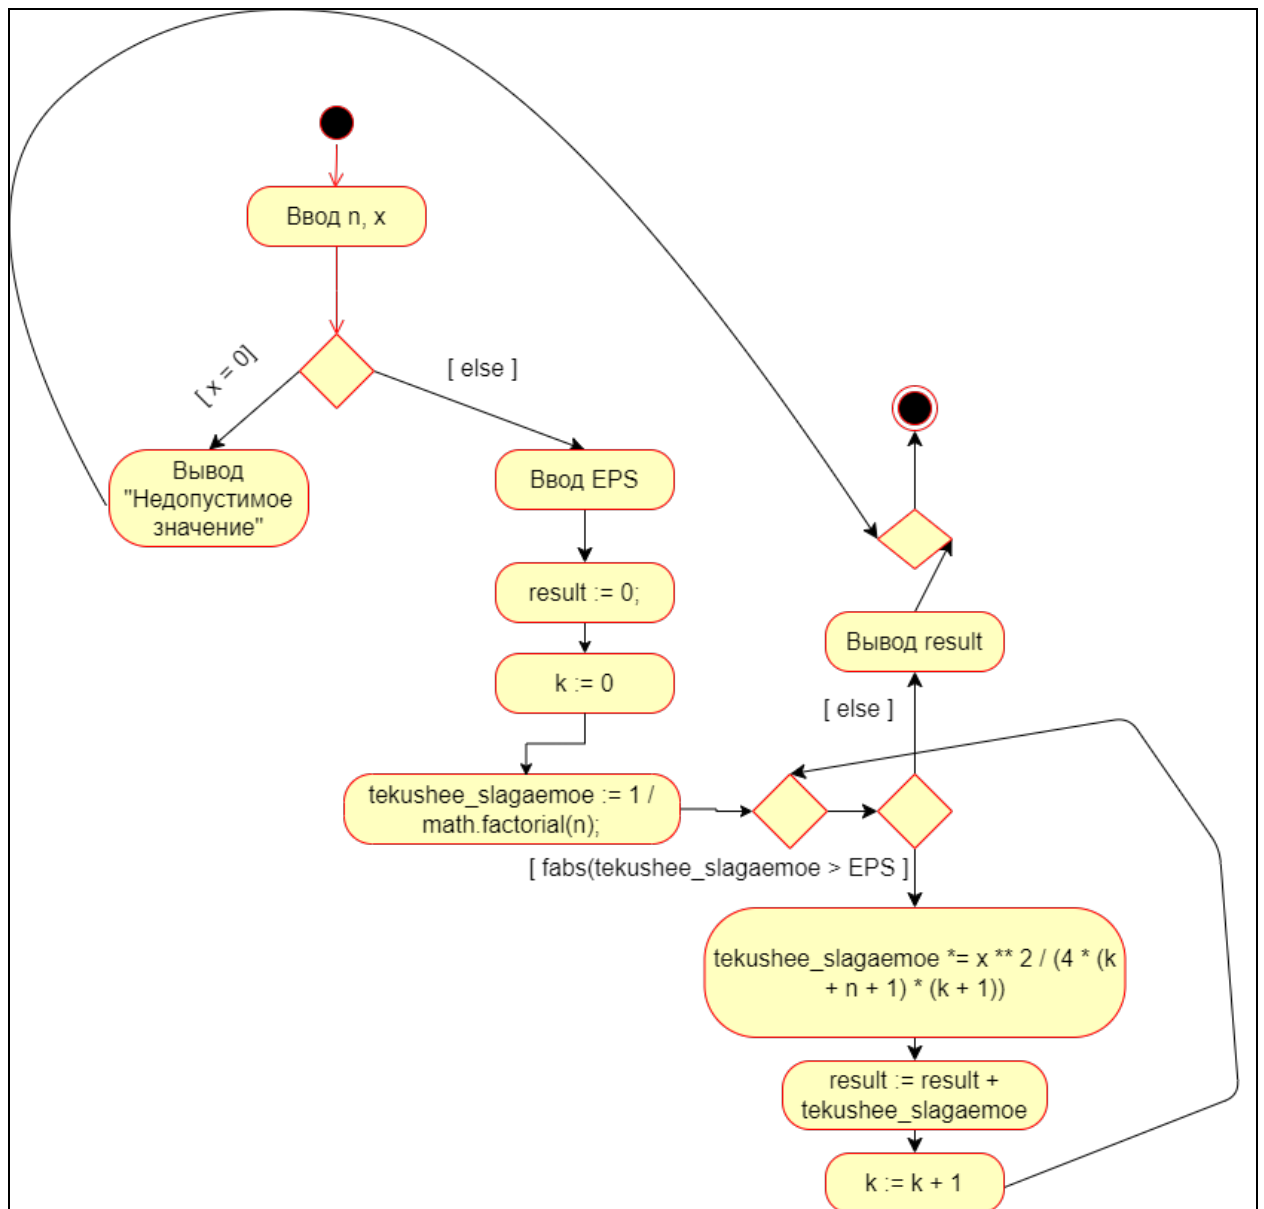 Ввод n, x
[ x = 0]
[ else ]
Вывод
"Недопустимое
значение"
Ввод EPS
result := 0;
k := 0
tekushee_slagaemoe := 1 /
math.factorial(n);
Вывод result
[ else ]
[ fabs(tekushee_slagaemoe > EPS ]
tekushee_slagaemoe *= x ** 2 / (4 * (k
+ n + 1) * (k + 1))
result := result +
tekushee_slagaemoe
k := k + 1